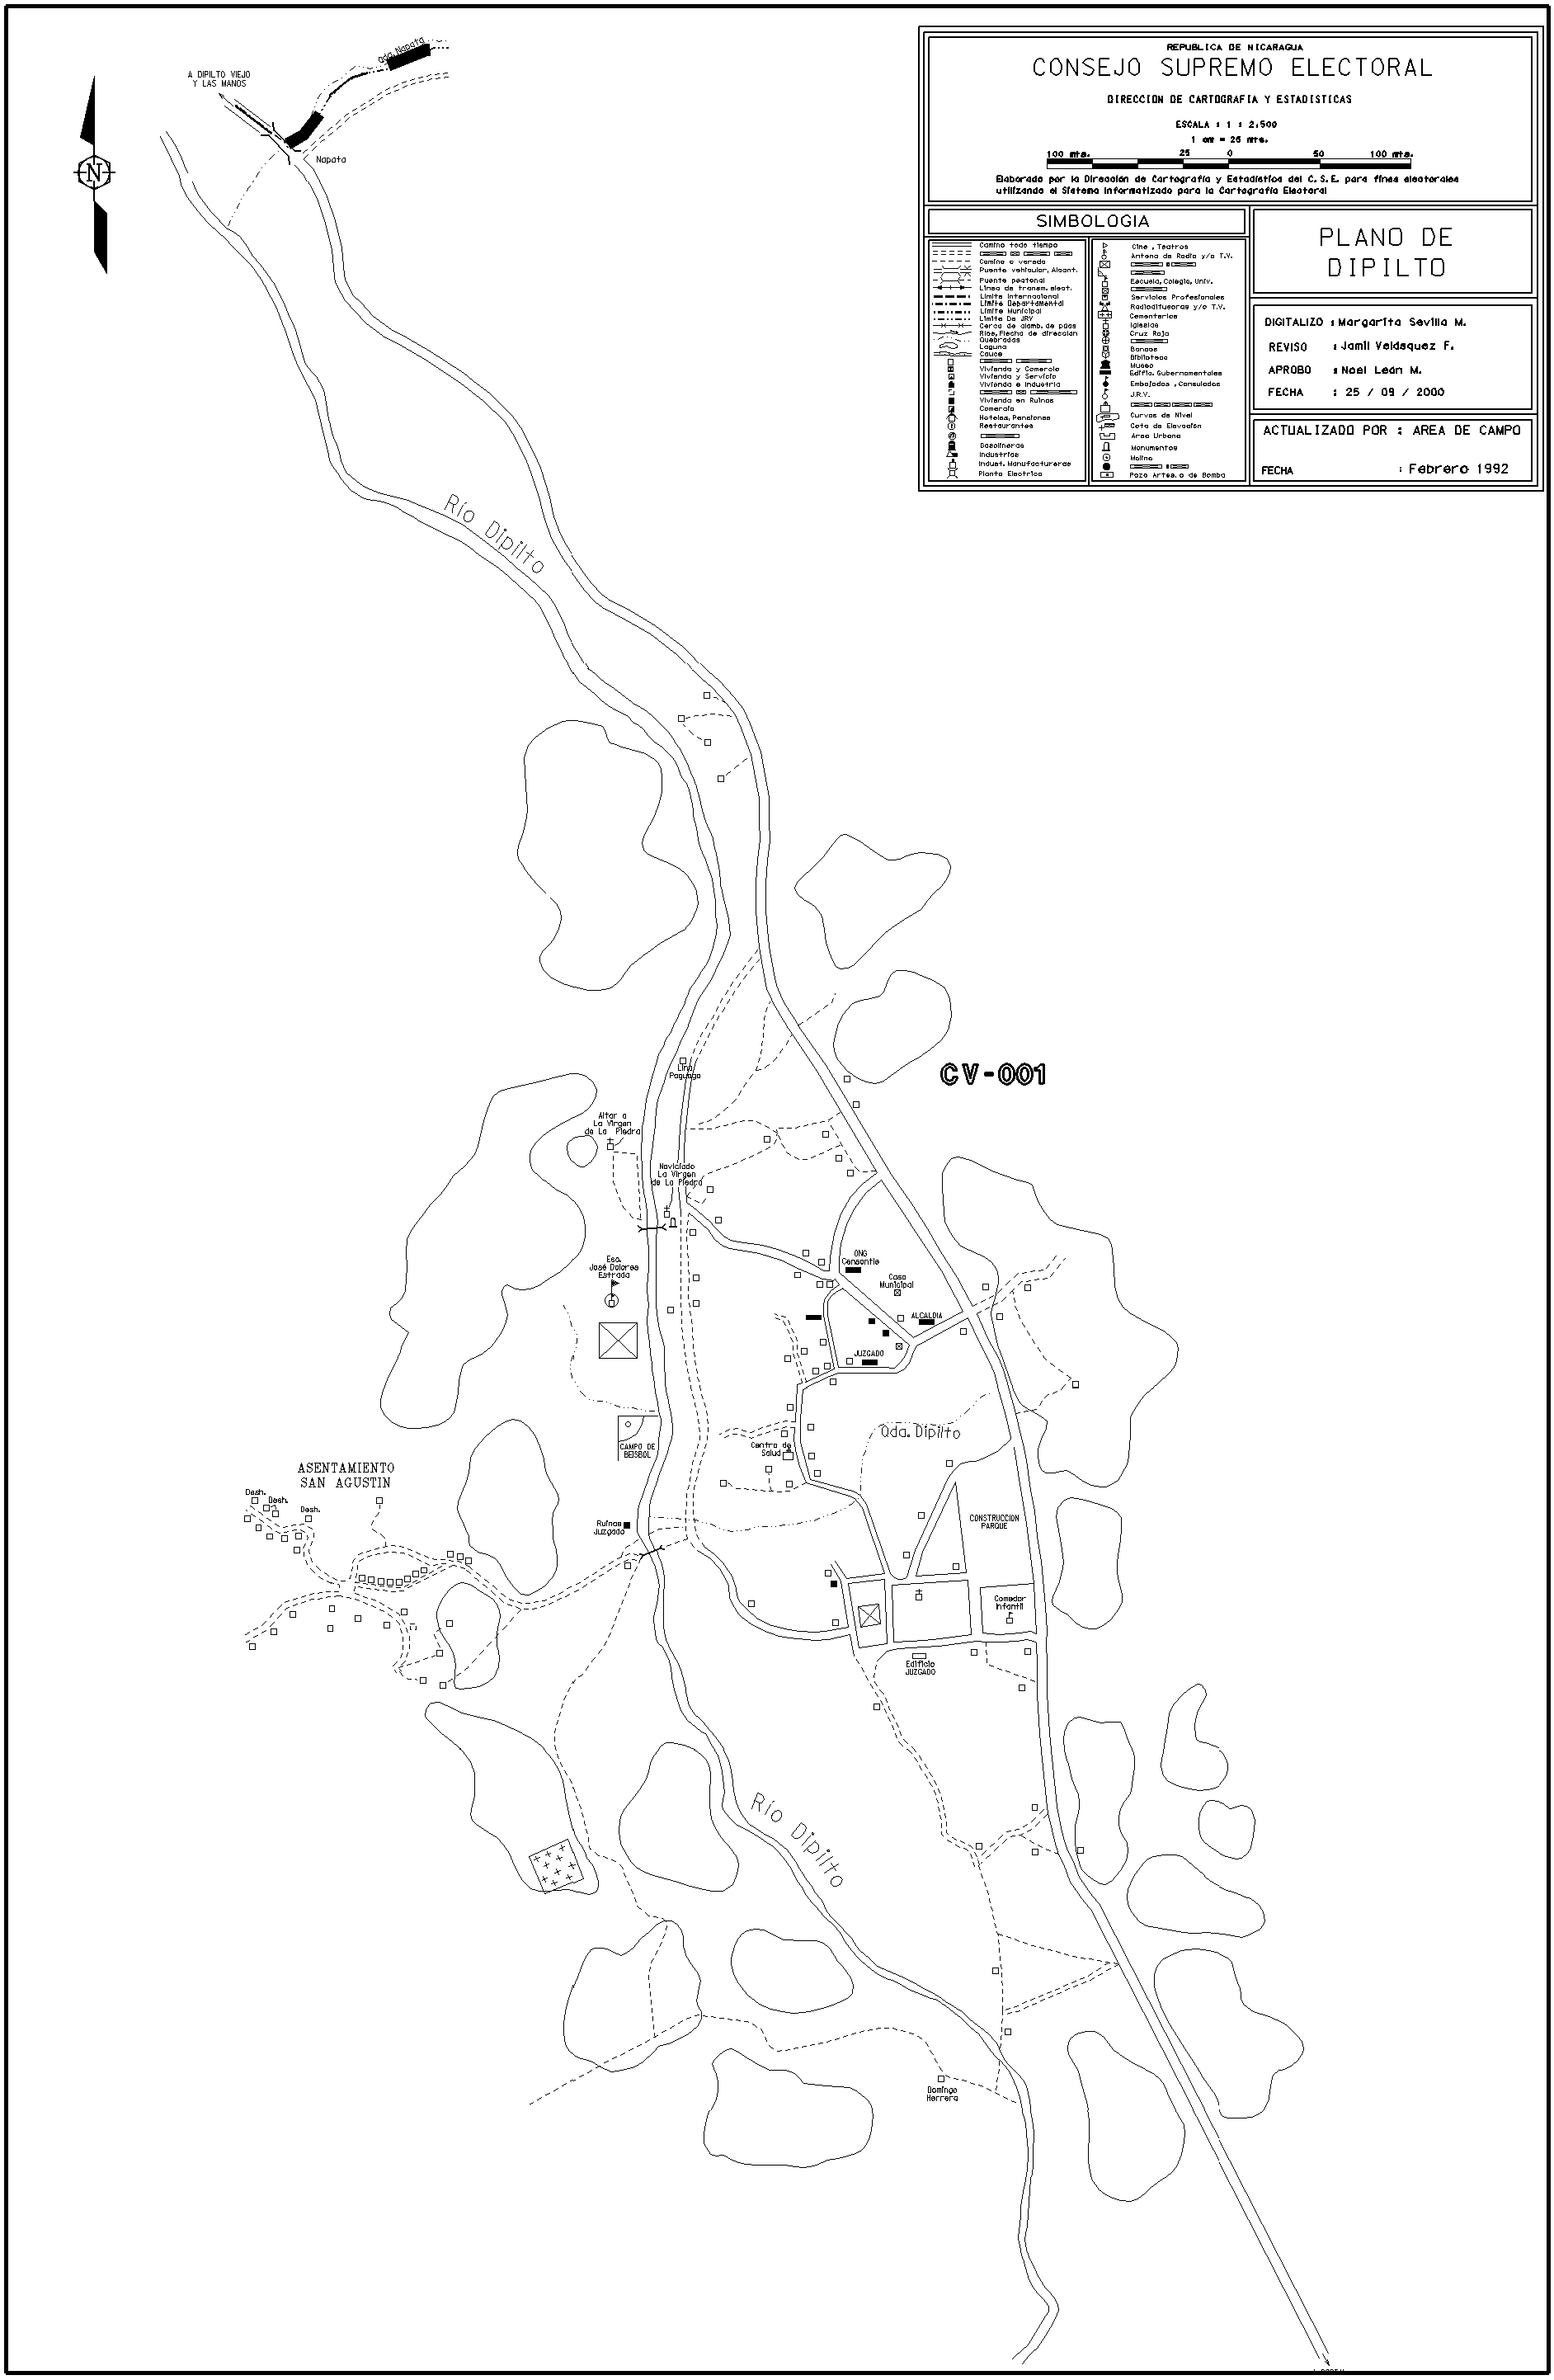 REPUBLICA DE NICARAGUA
CONSEJO SUPREMO ELECTORAL
DIRECCION DE CARTOGRAFIA Y ESTADISTICAS
ESCALA : 1 : 2,500
1 cm = 25 mts.
100 mts. 25 0 50 100 mts.
Elaborado por la Dirección de Cartografía y Estadística del C.S.E. para fines electorales
utilizando el Sistema Informatizado para la Cartografía Electoral
SIMBOLOGIA
Camino todo tiempo
Camino o vereda
Puente vehicular, Alcant.
Puente peatonal
Línea de transm. elect.
Límite Internacional
Límite Departamental
Límite Municipal
Límite De JRV
Cerca de alamb. de púas
Ríos, Flecha de dirección
Quebradas
Laguna
Cauce
Vivienda y Comercio
Vivienda y Servicio
Vivienda e Industria
Vivienda en Ruinas
Comercio
Hoteles, Pensiones
Restaurantes
Gasolineras
Industrias
Indust. Manufactureras
Planta Electrica
Cine , Teatros
Antena de Radio y/o T.V.
Escuela, Colegio, Univ.
Servicios Profesionales
Radiodifusoras y/o T.V.
Cementerios
Iglesias
Cruz Roja
Bancos
Biblioteca
Museo
Edific. Gubernamentales
Embajadas , Consulados
J.R.V.
Curvas de Nivel
Cota de Elevación
Area Urbana
Monumentos
Molino
Pozo Artes. o de Bomba
PLANO DE
DIPILTO
DIGITALIZO : Margarita Sevilla M.
REVISO : Jamil Velásquez F.
APROBO : Noel León M.
FECHA : 25 / 09 / 2000
ACTUALIZADO POR : AREA DE CAMPO
FECHA : Febrero 1992
Qda. Napata
A DIPILTO VIEJO
Y LAS MANOS
N
Napata
Río Dipilto
CV-001
Lina
Paguaga
Altar a
La Virgen
de La Piedra
Noviciado
La Virgen
de La Piedra
Esc.
José Dolores
Estrada
ONG
Censontle
Casa
Municipal
ALCALDIA
JUZGADO
CAMPO DE
BEISBOL
Centro de
Salud
Qda. Dipilto
ASENTAMIENTO
SAN AGUSTIN
Desh.
Desh.
Desh.
Ruinas
Juzgado
CONSTRUCCION
PARQUE
Comedor
Infantil
Edificio
JUZGADO
Río Dipilto
Domingo
Herrera